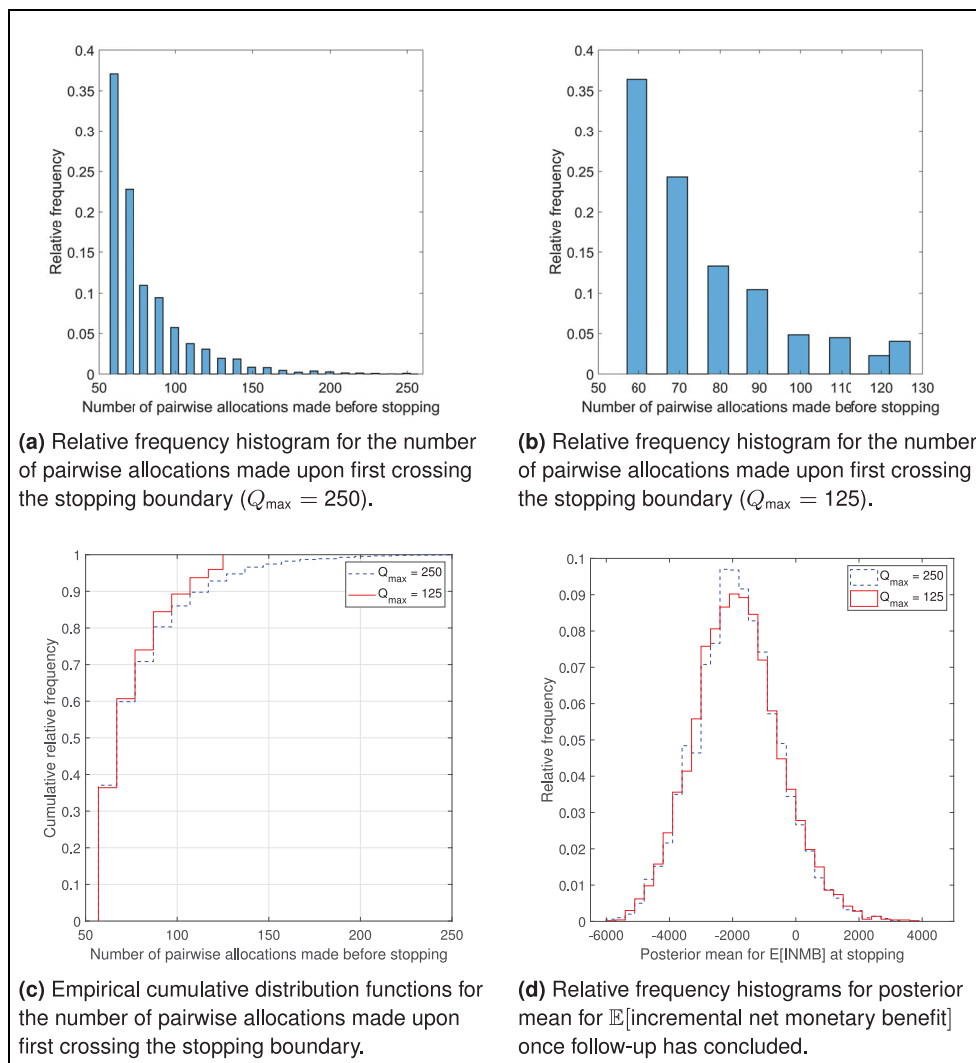 0.4
0.35
0.3
0.25
0.2
0.15
0.1
0.05
0
Relative frequency
50 100 150 200 250
Number of pairwise allocations made before stopping
(a) Relative frequency histogram for the number
of pairwise allocations made upon first crossing
the stopping boundary (Qmax = 250).
0.4
0.35
0.3
0.25
0.2
0.15
0.1
0.05
0
Relative frequency
50 60 70 80 90 100 110 120 130
Number of pairwise allocations made before stopping
(b) Relative frequency histogram for the number
of pairwise allocations made upon first crossing
the stopping boundary (Qmax = 125).
1
0.9
0.8
0.7
0.6
0.5
0.4
0.3
0.2
0.1
0
Cumulative relative frequency
Qmax = 250
Qmax = 125
50 100 150 200 250
Number of pairwise allocations made before stopping
(c) Empirical cumulative distribution functions for
the number of pairwise allocations made upon
first crossing the stopping boundary.
0.1
0.09
0.08
0.07
0.06
0.05
0.04
0.03
0.02
0.01
0
Relative frequency
Qmax = 250
Qmax = 125
-6000 -4000 -2000 0 2000 4000
Posterior mean for E[INMB] at stopping
(d) Relative frequency histograms for posterior
mean for 𝔼[incremental net monetary benefit]
once follow-up has concluded.